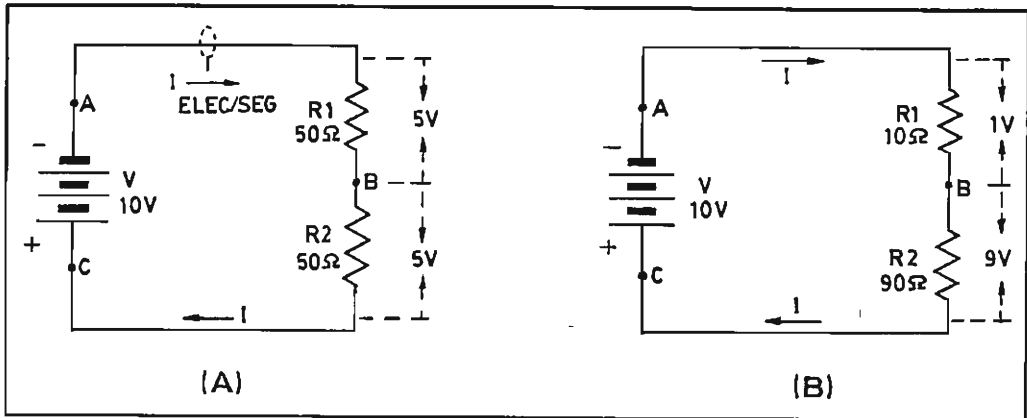 I
ELEC/SEG
A
R1
50Ω
5V
-
V
10V
B
+
R2
50Ω
5V
C
I
(A)
I
A
R1
10Ω
1V
-
V
10V
B
+
R2
90Ω
9V
C
I
(B)